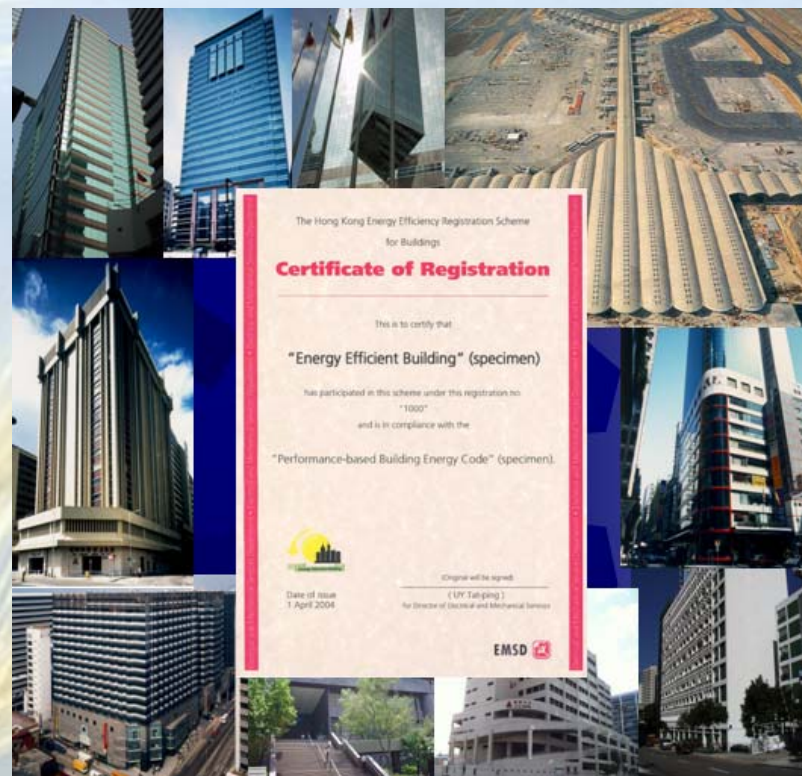 The Hong Kong Energy Efficiency Registration Scheme
for Buildings
Certificate of Registration
This is to certify that
"Energy Efficient Building" (specimen)
has participated in this scheme under this registration no.
"1000"
and is in compliance with the
"Performance-based Building Energy Code" (specimen).
(Original will be signed)
Date of issue
1 April 2004
( UY Tat-ping )
for Director of Electrical and Mechanical Services
EMSD